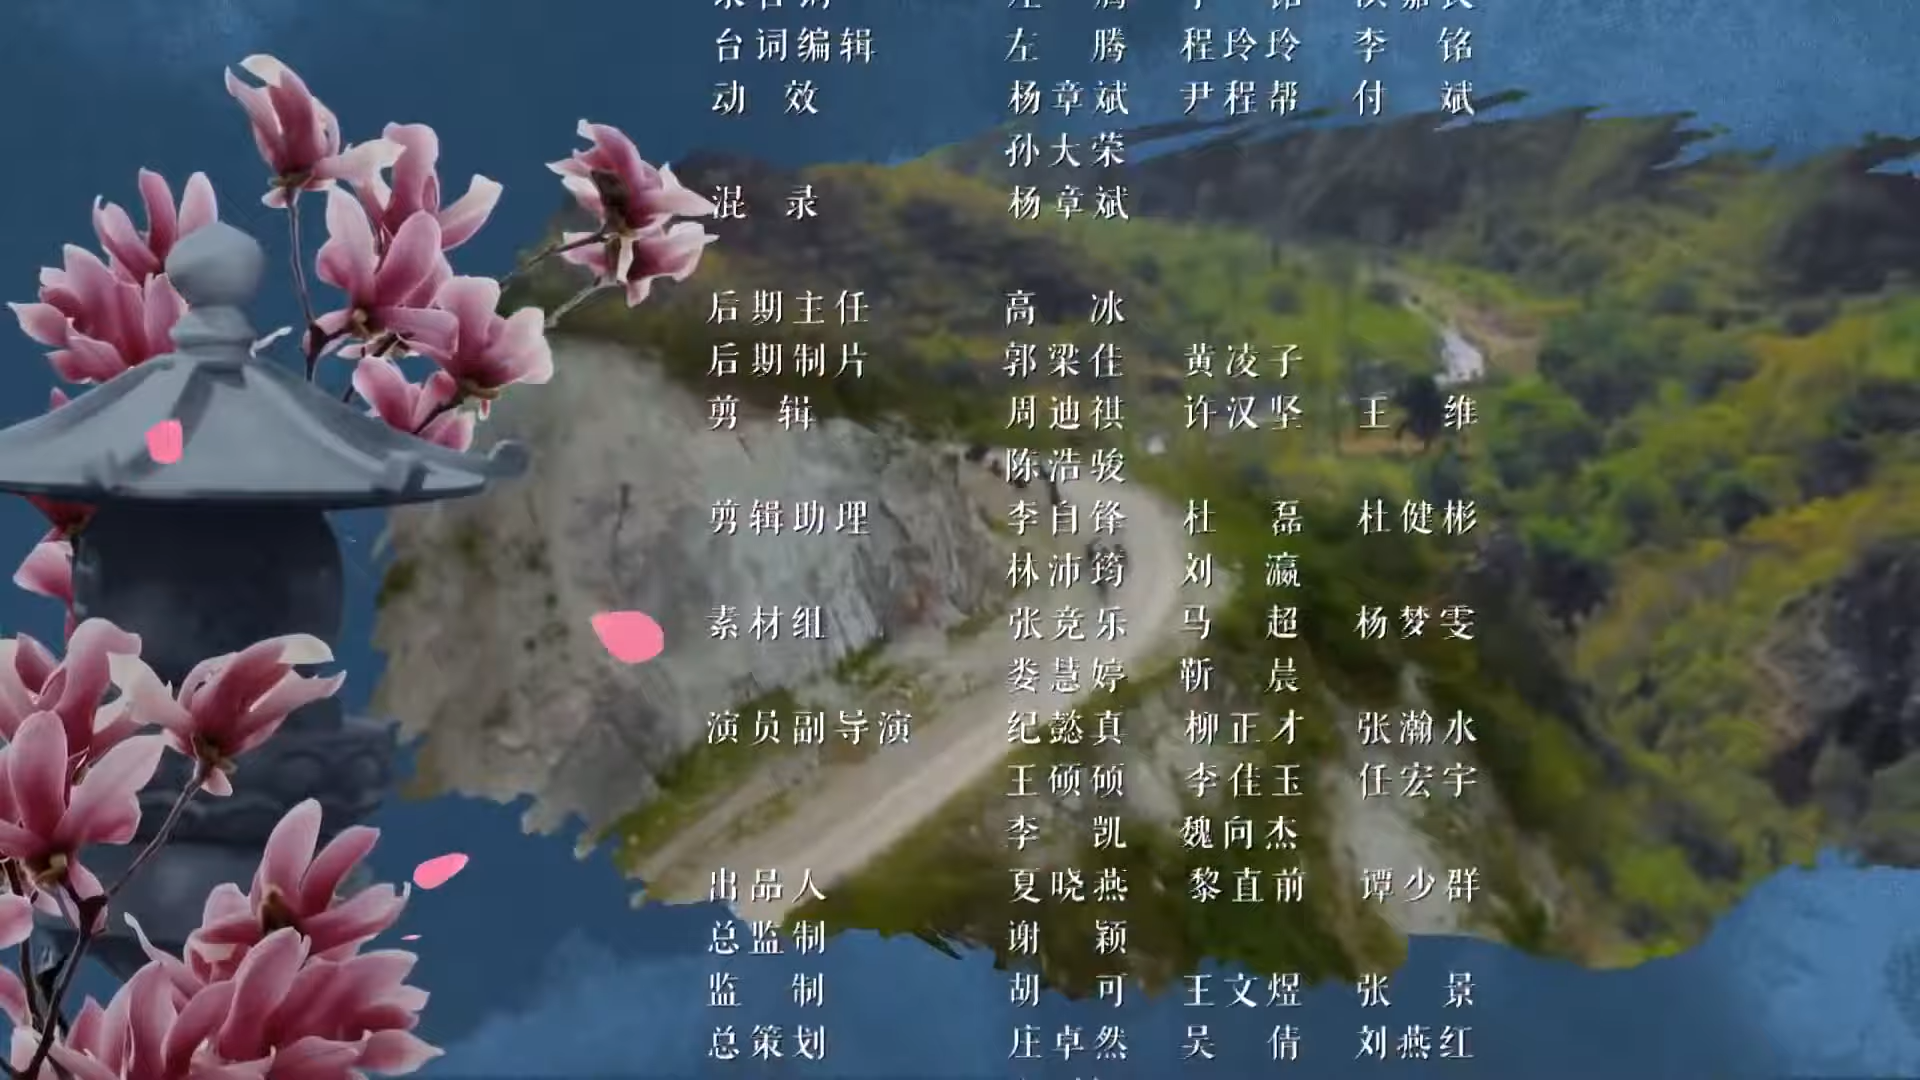 台词编辑 左腾 程玲玲 李铭
动效 杨章斌 尹程帮 付斌
孙大荣
混录 杨章斌
后期主任 高冰
后期制片 郭梁佳 黄凌子
剪辑 周迪祺 许汉坚 王维
陈浩骏
剪辑助理 李自锋 杜磊 杜健彬
林沛筠 刘瀛
素材组 张竞乐 马超 杨梦雯
娄慧婷 靳晨
演员副导演 纪懿真 柳正才 张瀚水
王硕硕 李佳玉 任宏宇
李凯 魏向杰
出品人 夏晓燕 黎直前 谭少群
总监制 谢颖
监制 胡可 王文煜 张景
总策划 庄卓然 吴倩 刘燕红